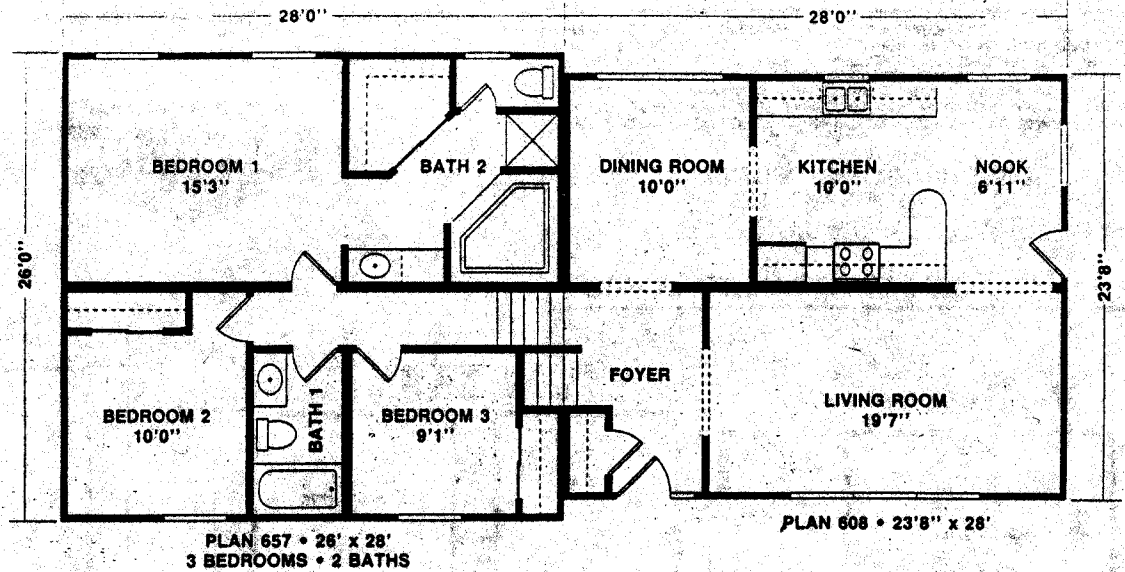 28'0''
28'0''
BEDROOM 1
15'3''
BATH 2
DINING ROOM
10'0''
KITCHEN
10'0''
NOOK
6'11''
26'0''
23'8''
BEDROOM 2
10'0''
BATH 1
BEDROOM 3
9'1''
FOYER
LIVING ROOM
19'7''
PLAN 657 • 26' x 28'
3 BEDROOMS • 2 BATHS
PLAN 608 • 23'8'' x 28'